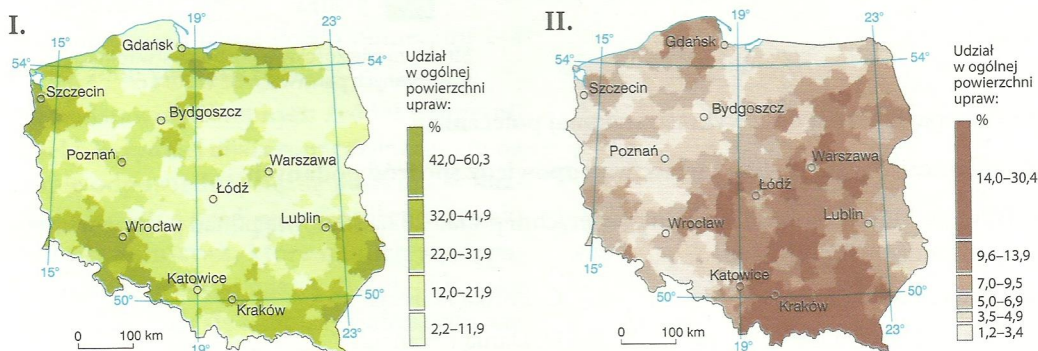 I.
19°
23°
15°
54°
54°
Gdańsk
Szczecin
Bydgoszcz
Poznań
Warszawa
Łódź
Wrocław
Lublin
Katowice
Kraków
15°
50°
50°
23°
19°
0 100 km
Udział
w ogólnej
powierzchni
upraw:
%
42,0–60,3
32,0–41,9
22,0–31,9
12,0–21,9
2,2–11,9
II.
19°
23°
15°
54°
54°
Gdańsk
Szczecin
Bydgoszcz
Poznań
Warszawa
Łódź
Wrocław
Lublin
Katowice
Kraków
15°
50°
50°
23°
19°
0 100 km
Udział
w ogólnej
powierzchni
upraw:
%
14,0–30,4
9,6–13,9
7,0–9,5
5,0–6,9
3,5–4,9
1,2–3,4